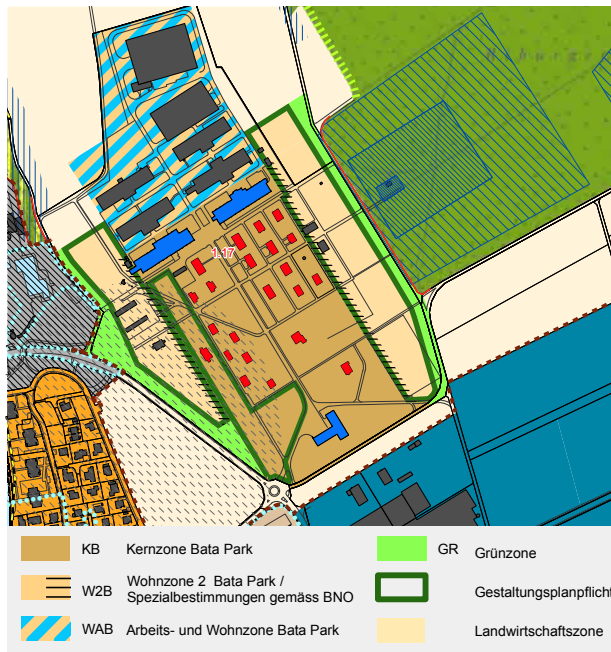 1.17
KB Kernzone Bata Park
W2B Wohnzone 2 Bata Park /
Spezialbestimmungen gemäss BNO
WAB Arbeits- und Wohnzone Bata Park
GR Grünzone
Gestaltungsplanpflicht
Landwirtschaftszone